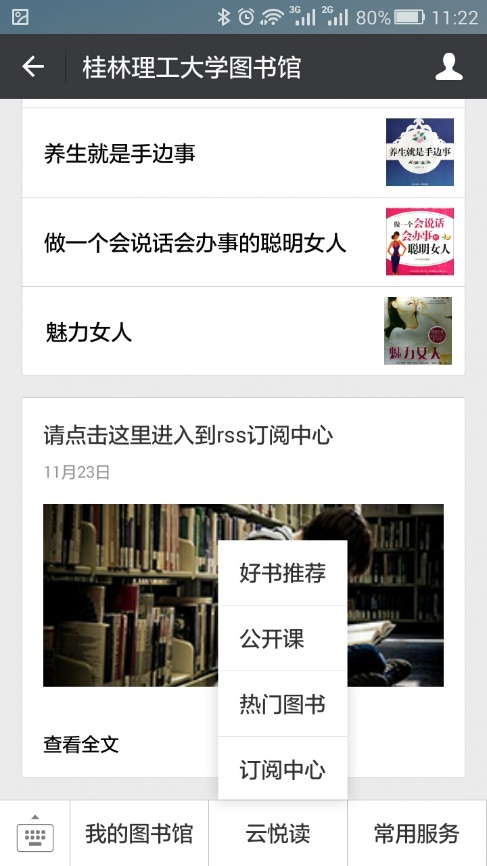 3G 2G 80% 11:22
桂林理工大学图书馆
养生就是手边事
养生就是手边事
做一个会说话会办事的聪明女人
做一个会说话
会办事的
聪明女人
魅力女人
魅力女人
请点击这里进入到rss订阅中心
11月23日
好书推荐
公开课
热门图书
查看全文
订阅中心
我的图书馆 云悦读 常用服务